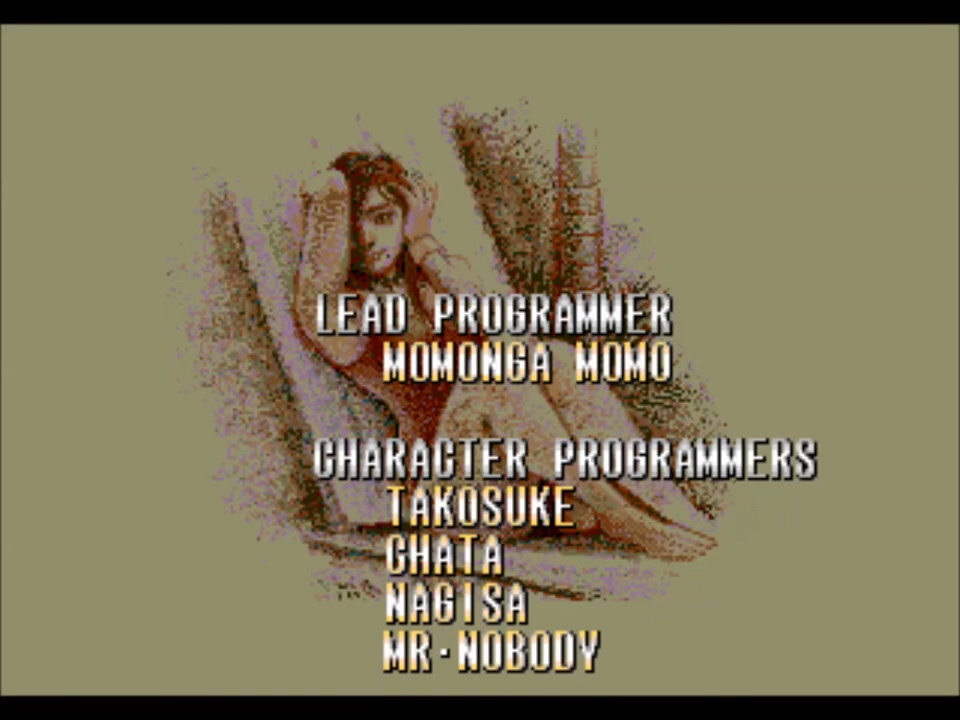 LEAD PROGRAMMER
MOMONGA MOMO
CHARACTER PROGRAMMERS
TAKOSUKE
CHATA
NAGISA
MR·NOBODY